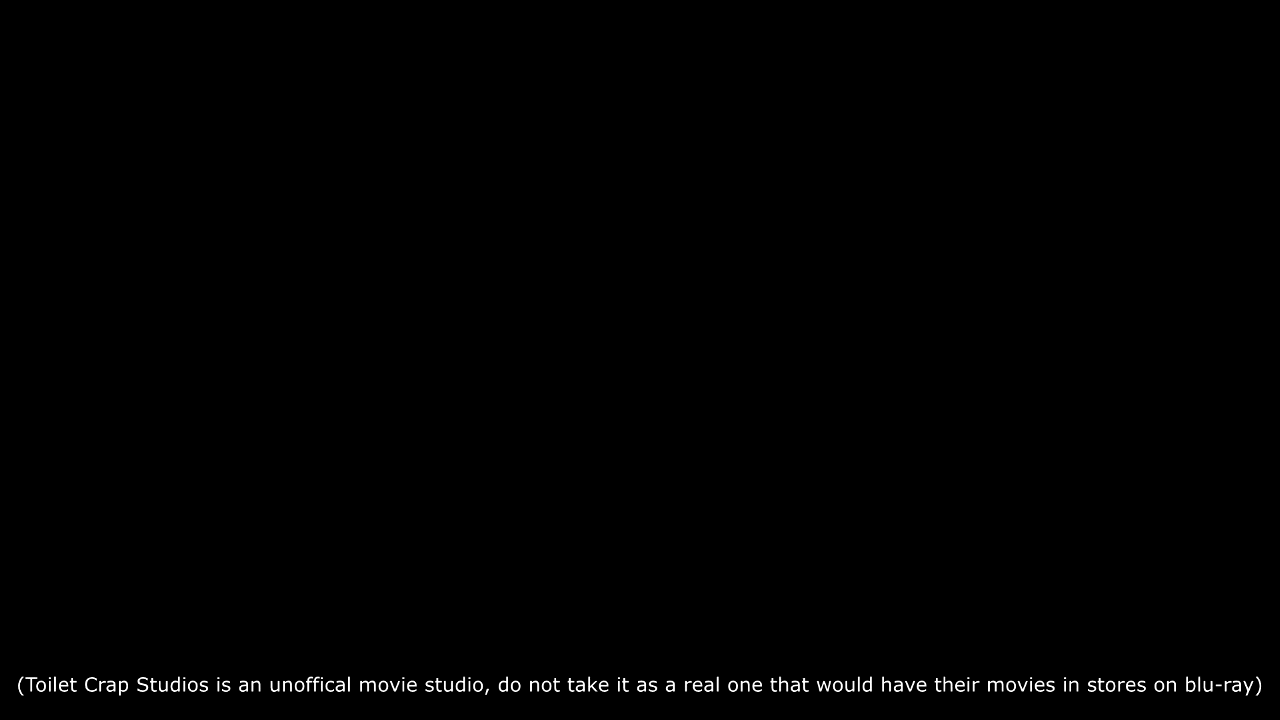 (Toilet Crap Studios is an unoffical movie studio, do not take it as a real one that would have their movies in stores on blu-ray)